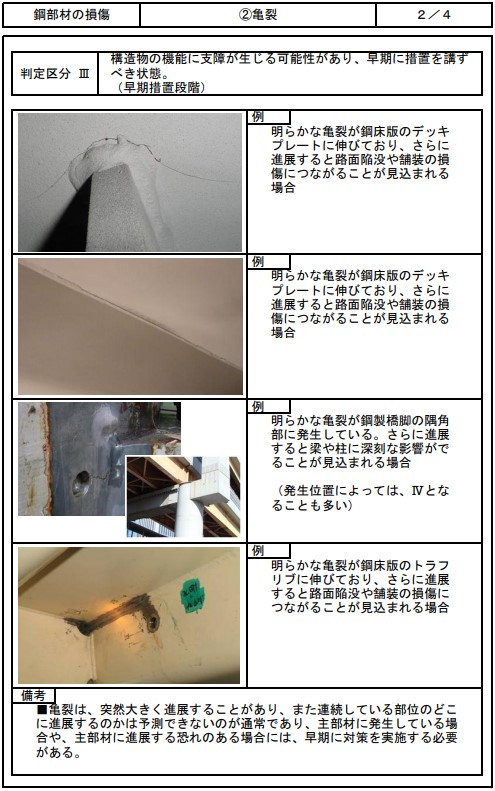 鋼部材の損傷 ②亀裂 ２／４
判定区分 Ⅲ
構造物の機能に支障が生じる可能性があり、早期に措置を講ず
べき状態。
（早期措置段階）
例
明らかな亀裂が鋼床版のデッキ
プレートに伸びており、さらに
進展すると路面陥没や舗装の損
傷につながることが見込まれる
場合
例
明らかな亀裂が鋼床版のデッキ
プレートに伸びており、さらに
進展すると路面陥没や舗装の損
傷につながることが見込まれる
場合
例
明らかな亀裂が鋼製橋脚の隅角
部に発生している。さらに進展
すると梁や柱に深刻な影響がで
ることが見込まれる場合
（発生位置によっては、Ⅳとな
ることも多い）
例
明らかな亀裂が鋼床版のトラフ
リブに伸びており、さらに進展
すると路面陥没や舗装の損傷に
つながることが見込まれる場合
備考
■亀裂は、突然大きく進展することがあり、また連続している部位のどこ
に進展するのかは予測できないのが通常であり、主部材に発生している場
合や、主部材に進展する恐れのある場合には、早期に対策を実施する必要
がある。